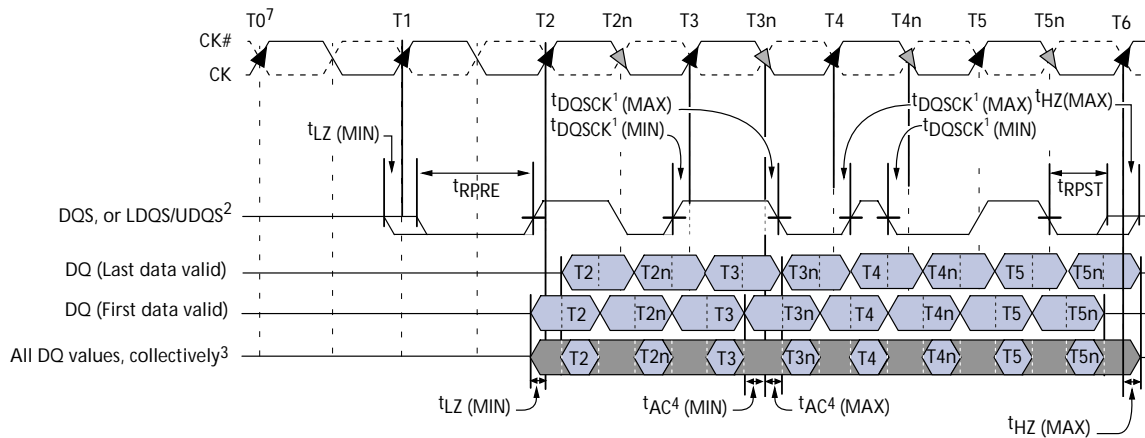 T0⁷ T1 T2 T2n T3 T3n T4 T4n T5 T5n T6
CK#
CK
tDQSCK¹ (MAX) tDQSCK¹ (MAX) tHZ(MAX)
tLZ (MIN) tDQSCK¹ (MIN) tDQSCK¹ (MIN)
tRPRE tRPST
DQS, or LDQS/UDQS²
DQ (Last data valid) T2 T2n T3 T3n T4 T4n T5 T5n
DQ (First data valid) T2 T2n T3 T3n T4 T4n T5 T5n
All DQ values, collectively³ T2 T2n T3 T3n T4 T4n T5 T5n
tLZ (MIN) tAC⁴ (MIN) tAC⁴ (MAX) tHZ (MAX)